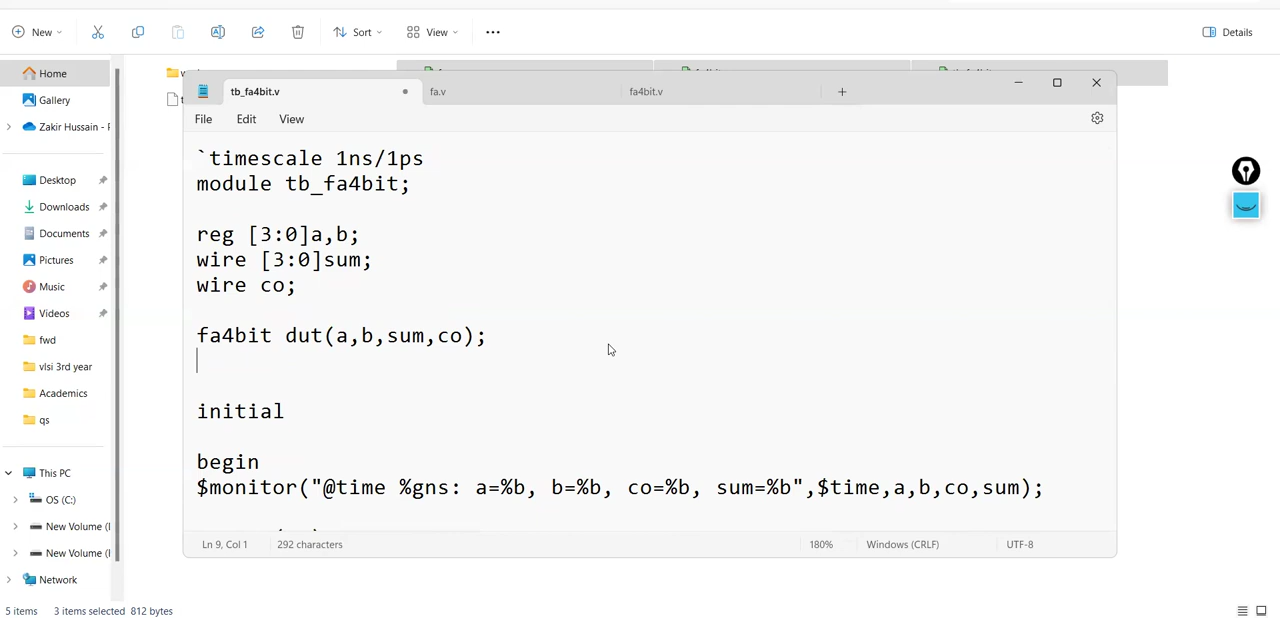 New
Sort
View
Details
Home
Gallery
Zakir Hussain -
Desktop
Downloads
Documents
Pictures
Music
Videos
fwd
vlsi 3rd year
Academics
qs
This PC
OS (C:)
New Volume (
New Volume (
Network
5 items 3 items selected 812 bytes
tb_fa4bit.v
fa.v
fa4bit.v
File Edit View
`timescale 1ns/1ps
module tb_fa4bit;
reg [3:0]a,b;
wire [3:0]sum;
wire co;
fa4bit dut(a,b,sum,co);
initial
begin
$monitor("@time %gns: a=%b, b=%b, co=%b, sum=%b",$time,a,b,co,sum);
Ln 9, Col 1 292 characters 180% Windows (CRLF) UTF-8